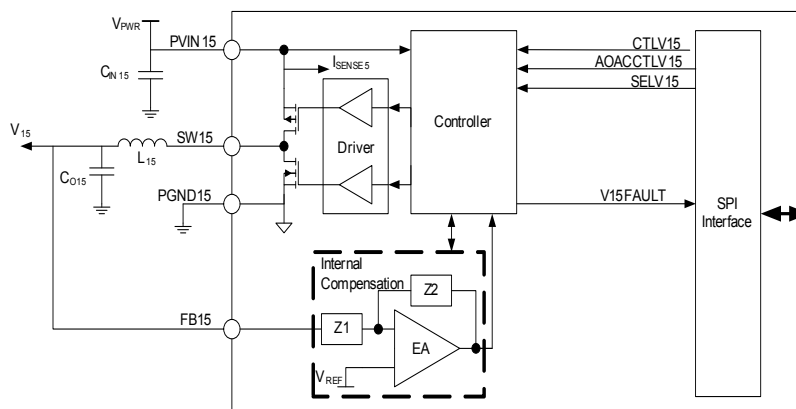 VPWR
PVIN15
CIN15
ISENSE5
CTLV15
AOACCTLV15
SELV15
V15
SW15
L15
CO15
Driver
Controller
PGND15
V15FAULT
SPI
Interface
Internal
Compensation
Z2
FB15
Z1
EA
VREF